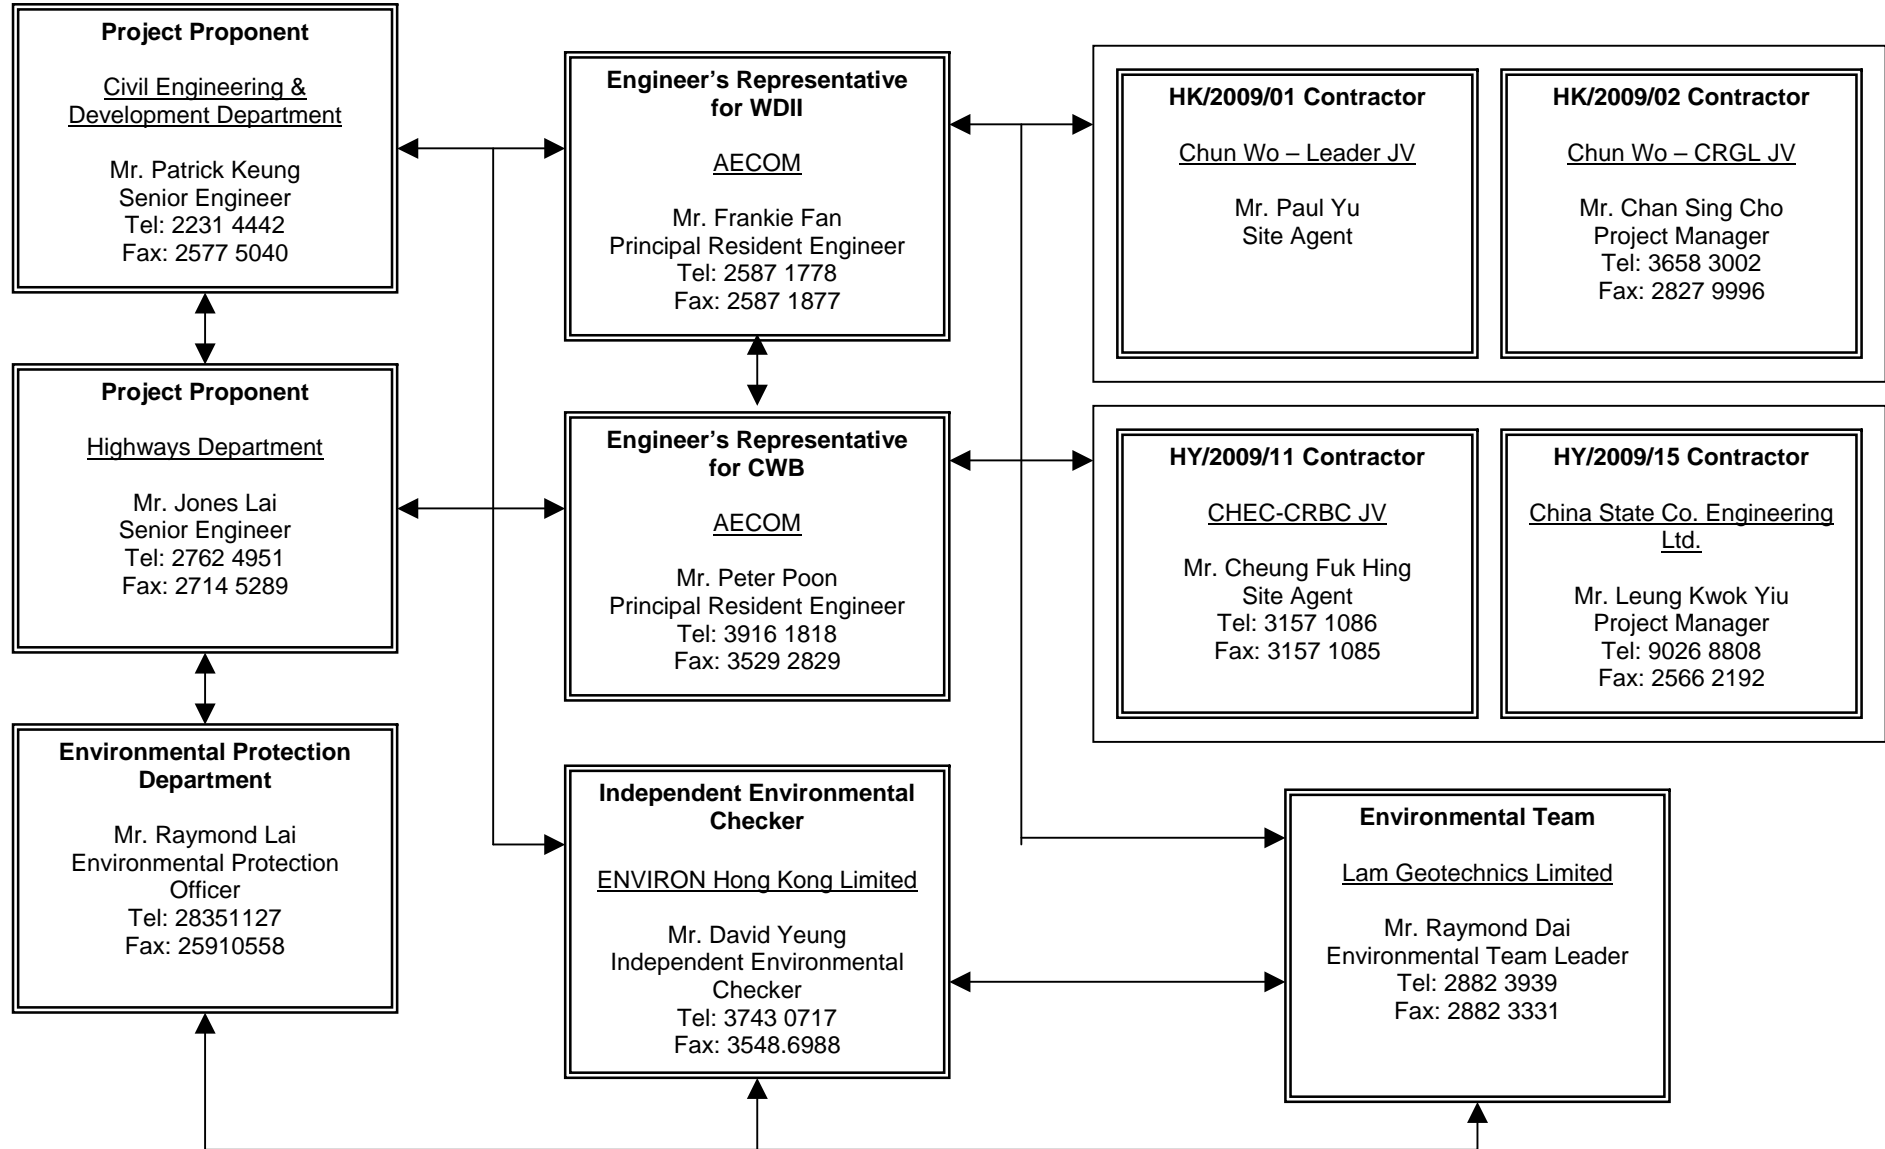 Project Proponent
Civil Engineering &
Development Department
Mr. Patrick Keung
Senior Engineer
Tel: 2231 4442
Fax: 2577 5040
Project Proponent
Highways Department
Mr. Jones Lai
Senior Engineer
Tel: 2762 4951
Fax: 2714 5289
Environmental Protection
Department
Mr. Raymond Lai
Environmental Protection
Officer
Tel: 28351127
Fax: 25910558
Engineer’s Representative
for WDII
AECOM
Mr. Frankie Fan
Principal Resident Engineer
Tel: 2587 1778
Fax: 2587 1877
Engineer’s Representative
for CWB
AECOM
Mr. Peter Poon
Principal Resident Engineer
Tel: 3916 1818
Fax: 3529 2829
Independent Environmental
Checker
ENVIRON Hong Kong Limited
Mr. David Yeung
Independent Environmental
Checker
Tel: 3743 0717
Fax: 3548.6988
HK/2009/01 Contractor
Chun Wo – Leader JV
Mr. Paul Yu
Site Agent
HK/2009/02 Contractor
Chun Wo – CRGL JV
Mr. Chan Sing Cho
Project Manager
Tel: 3658 3002
Fax: 2827 9996
HY/2009/11 Contractor
CHEC-CRBC JV
Mr. Cheung Fuk Hing
Site Agent
Tel: 3157 1086
Fax: 3157 1085
HY/2009/15 Contractor
China State Co. Engineering
Ltd.
Mr. Leung Kwok Yiu
Project Manager
Tel: 9026 8808
Fax: 2566 2192
Environmental Team
Lam Geotechnics Limited
Mr. Raymond Dai
Environmental Team Leader
Tel: 2882 3939
Fax: 2882 3331